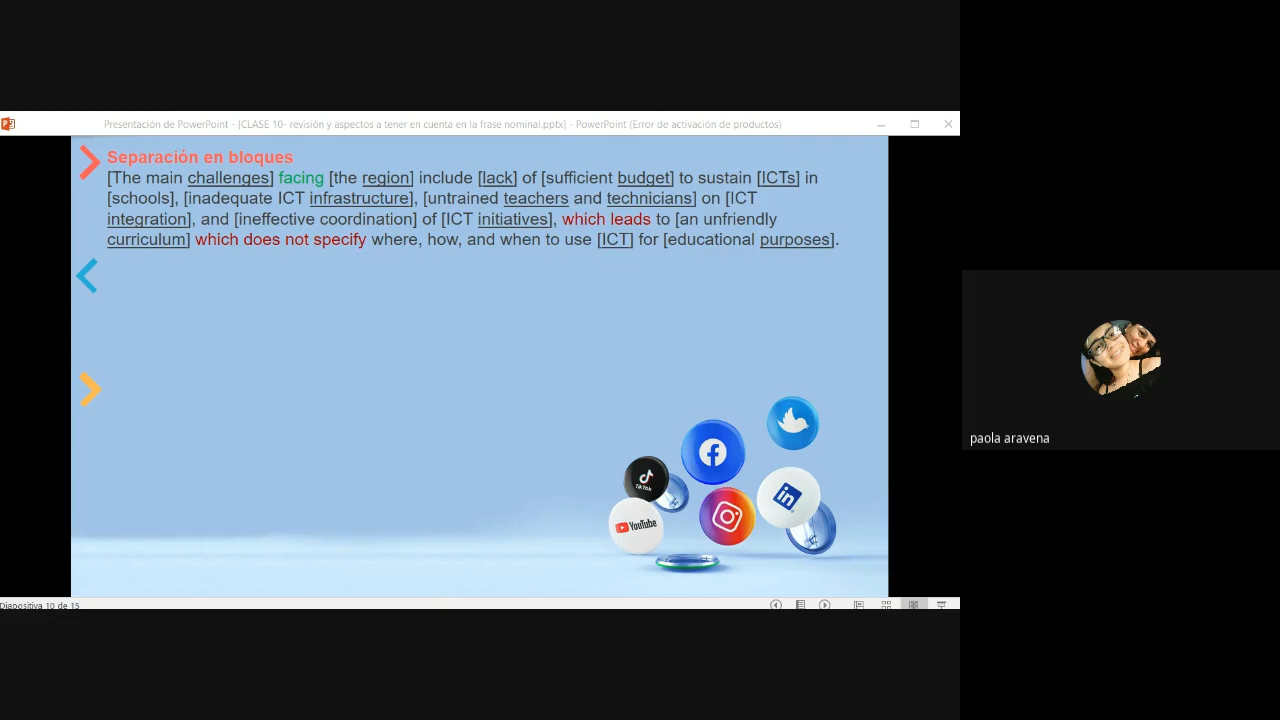 Presentación de PowerPoint - [CLASE 10- revisión y aspectos a tener en cuenta en la frase nominal.pptx] - PowerPoint (Error de activación de productos)
Separación en bloques
[The main challenges] facing [the region] include [lack] of [sufficient budget] to sustain [ICTs] in
[schools], [inadequate ICT infrastructure], [untrained teachers and technicians] on [ICT
integration], and [ineffective coordination] of [ICT initiatives], which leads to [an unfriendly
curriculum] which does not specify where, how, and when to use [ICT] for [educational purposes].
TikTok
YouTube
in
paola aravena
Diapositiva 10 de 15